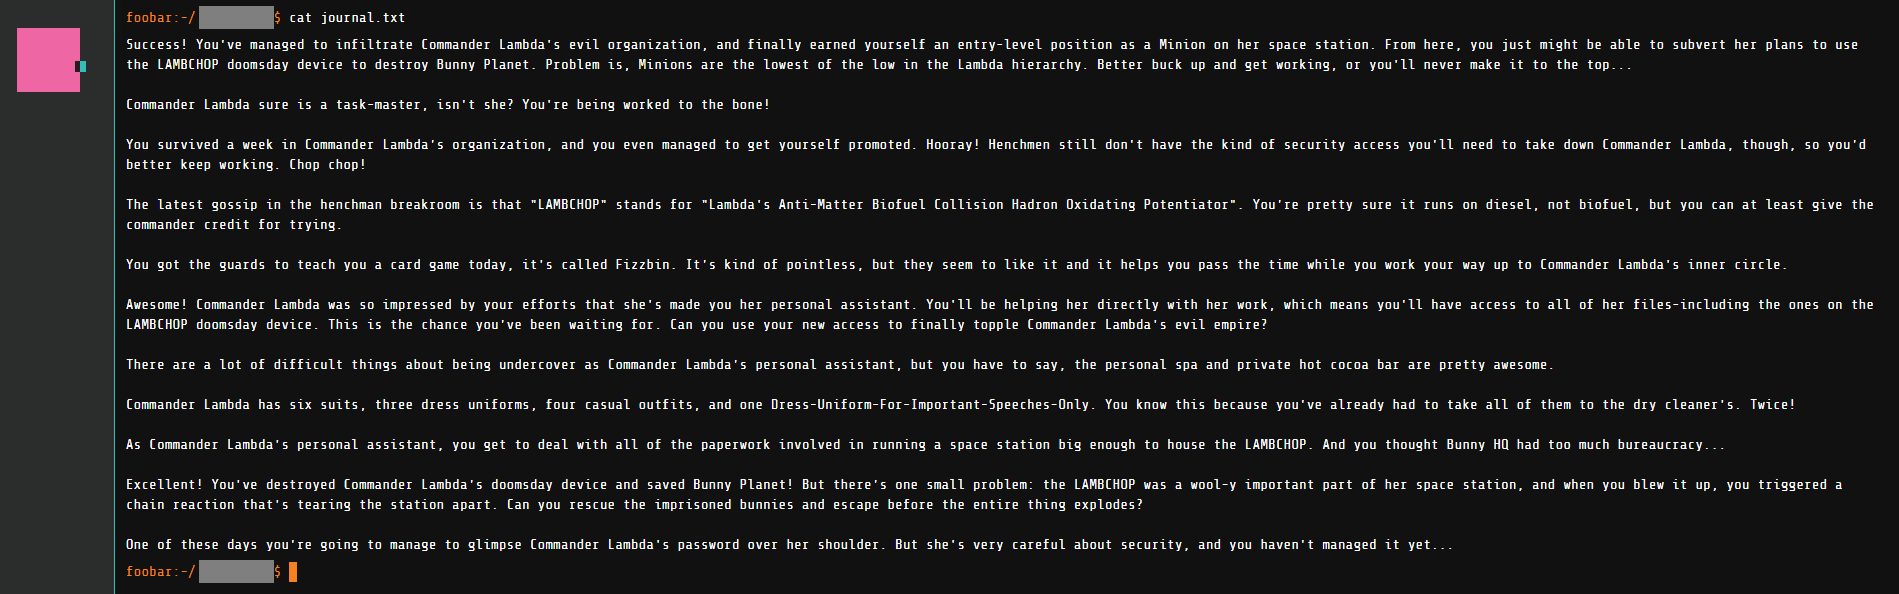 foobar:~/ $ cat journal.txt
Success! You've managed to infiltrate Commander Lambda's evil organization, and finally earned yourself an entry-level position as a Minion on her space station. From here, you just might be able to subvert her plans to use
the LAMBCHOP doomsday device to destroy Bunny Planet. Problem is, Minions are the lowest of the low in the Lambda hierarchy. Better buck up and get working, or you'll never make it to the top...
Commander Lambda sure is a task-master, isn't she? You're being worked to the bone!
You survived a week in Commander Lambda's organization, and you even managed to get yourself promoted. Hooray! Henchmen still don't have the kind of security access you'll need to take down Commander Lambda, though, so you'd
better keep working. Chop chop!
The latest gossip in the henchman breakroom is that "LAMBCHOP" stands for "Lambda's Anti-Matter Biofuel Collision Hadron Oxidating Potentiator". You're pretty sure it runs on diesel, not biofuel, but you can at least give the
commander credit for trying.
You got the guards to teach you a card game today, it's called Fizzbin. It's kind of pointless, but they seem to like it and it helps you pass the time while you work your way up to Commander Lambda's inner circle.
Awesome! Commander Lambda was so impressed by your efforts that she's made you her personal assistant. You'll be helping her directly with her work, which means you'll have access to all of her files-including the ones on the
LAMBCHOP doomsday device. This is the chance you've been waiting for. Can you use your new access to finally topple Commander Lambda's evil empire?
There are a lot of difficult things about being undercover as Commander Lambda's personal assistant, but you have to say, the personal spa and private hot cocoa bar are pretty awesome.
Commander Lambda has six suits, three dress uniforms, four casual outfits, and one Dress-Uniform-For-Important-Speeches-Only. You know this because you've already had to take all of them to the dry cleaner's. Twice!
As Commander Lambda's personal assistant, you get to deal with all of the paperwork involved in running a space station big enough to house the LAMBCHOP. And you thought Bunny HQ had too much bureaucracy...
Excellent! You've destroyed Commander Lambda's doomsday device and saved Bunny Planet! But there's one small problem: the LAMBCHOP was a wool-y important part of her space station, and when you blew it up, you triggered a
chain reaction that's tearing the station apart. Can you rescue the imprisoned bunnies and escape before the entire thing explodes?
One of these days you're going to manage to glimpse Commander Lambda's password over her shoulder. But she's very careful about security, and you haven't managed it yet...
foobar:~/ $